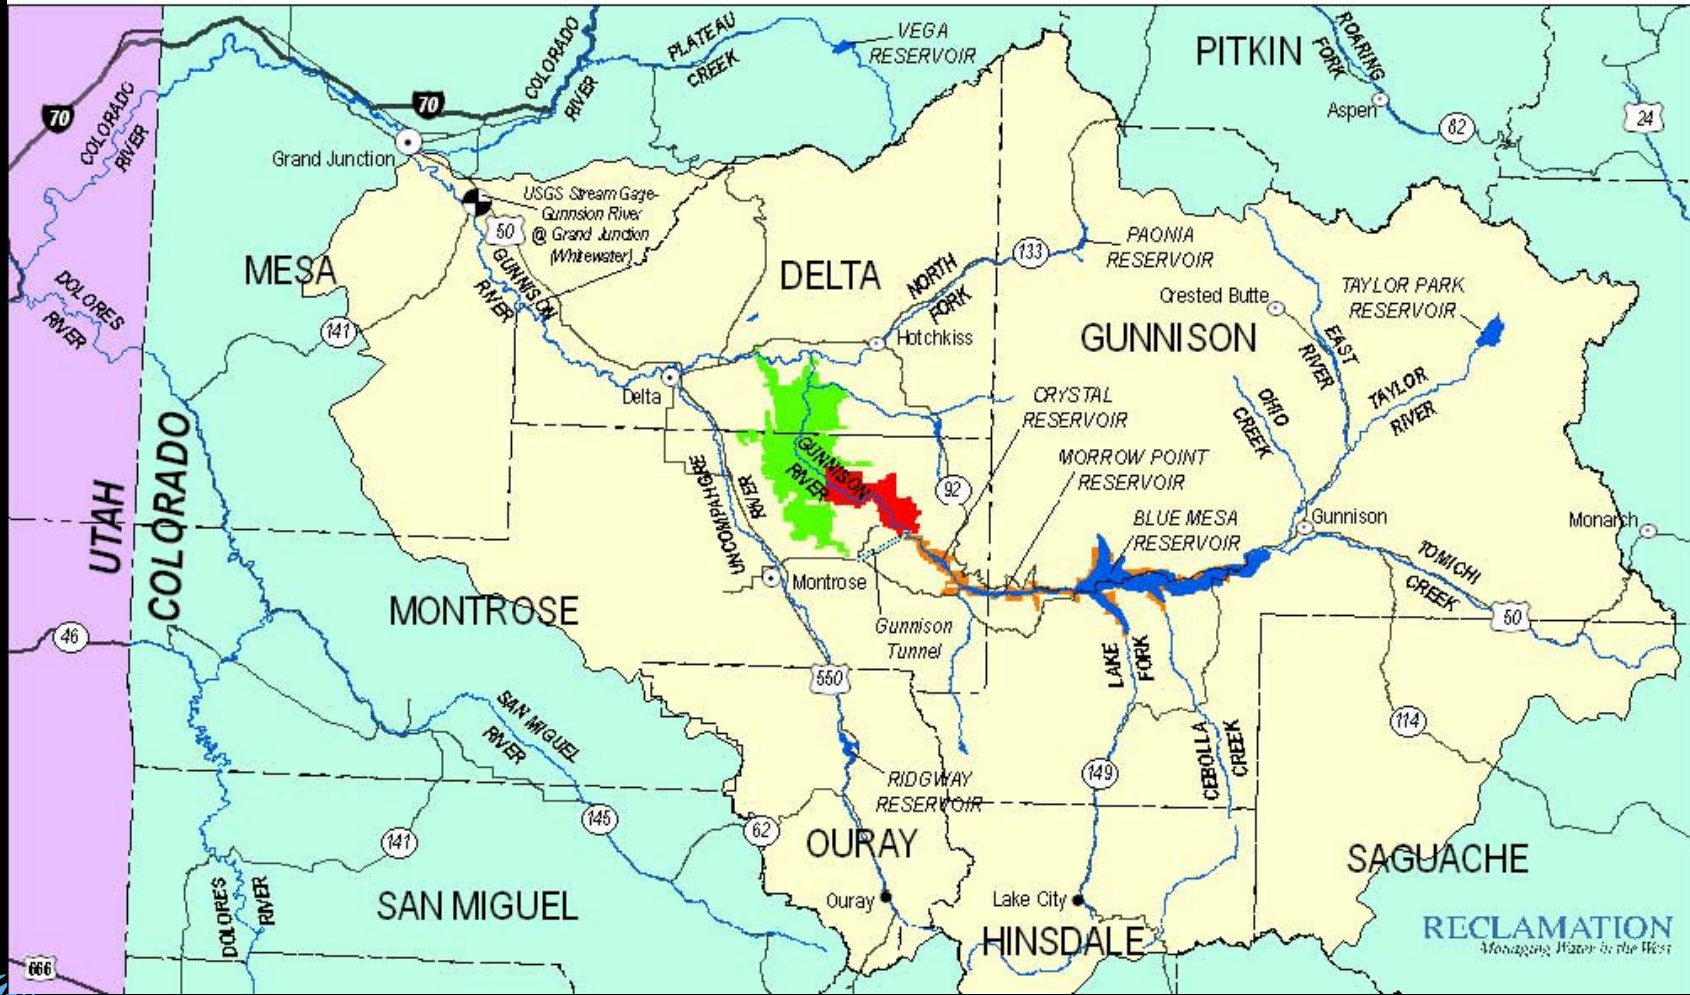 PITKIN
ROARING
FORK
Aspen
82
24
VEGA
RESERVOIR
PLATEAU
CREEK
COLORADO
RIVER
70
70
COLORADO
RIVER
Grand Junction
USGS Stream Gage-
Gunnsion River
@ Grand Junction
(Whitewater)
50
MESA
GUNNISON
RIVER
DELTA
NORTH
FORK
133
PAONIA
RESERVOIR
Crested Butte
TAYLOR PARK
RESERVOIR
DOLORES
RIVER
141
Hotchkiss
GUNNISON
EAST
RIVER
TAYLOR
RIVER
OHIO
CREEK
Delta
CRYSTAL
RESERVOIR
MORROW POINT
RESERVOIR
BLUE MESA
RESERVOIR
GUNNISON
RIVER
92
UNCOMPAHGRE
RIVER
UTAH
COLORADO
Gunnison
Monarch
TOMICHI
CREEK
50
Montrose
MONTROSE
Gunnison
Tunnel
46
LAKE
FORK
550
SAN MIGUEL
RIVER
114
CEBOLLA
CREEK
149
RIDGWAY
RESERVOIR
141
145
62
OURAY
SAGUACHE
DOLORES
RIVER
SAN MIGUEL
Ouray
Lake City
HINSDALE
RECLAMATION
Managing Water in the West
666